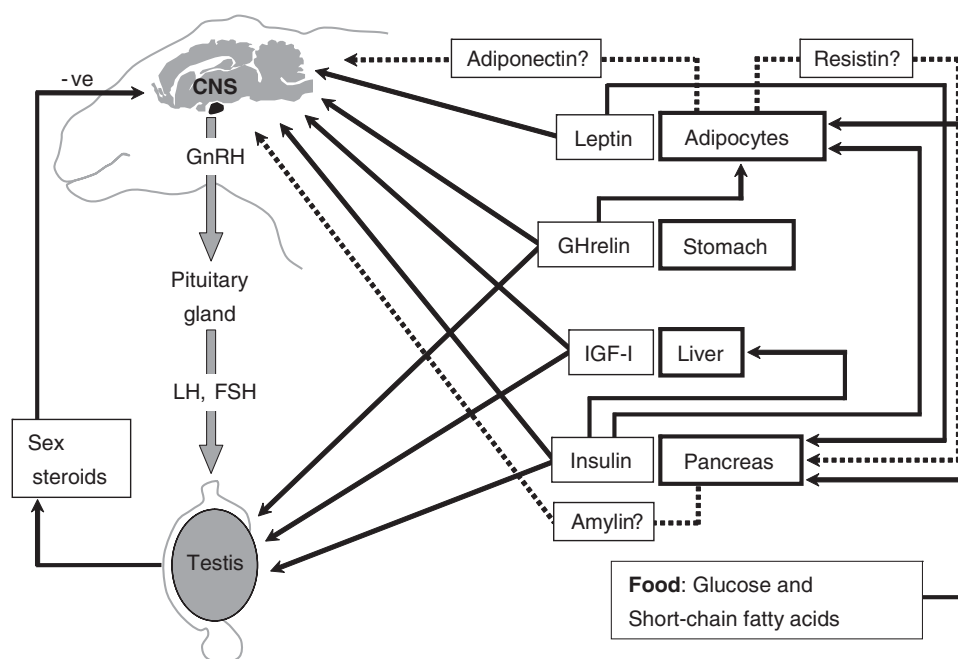 -ve
CNS
GnRH
Pituitary
gland
LH, FSH
Sex
steroids
Testis
Adiponectin?
Resistin?
Leptin
Adipocytes
GHrelin
Stomach
IGF-I
Liver
Insulin
Pancreas
Amylin?
Food: Glucose and
Short-chain fatty acids